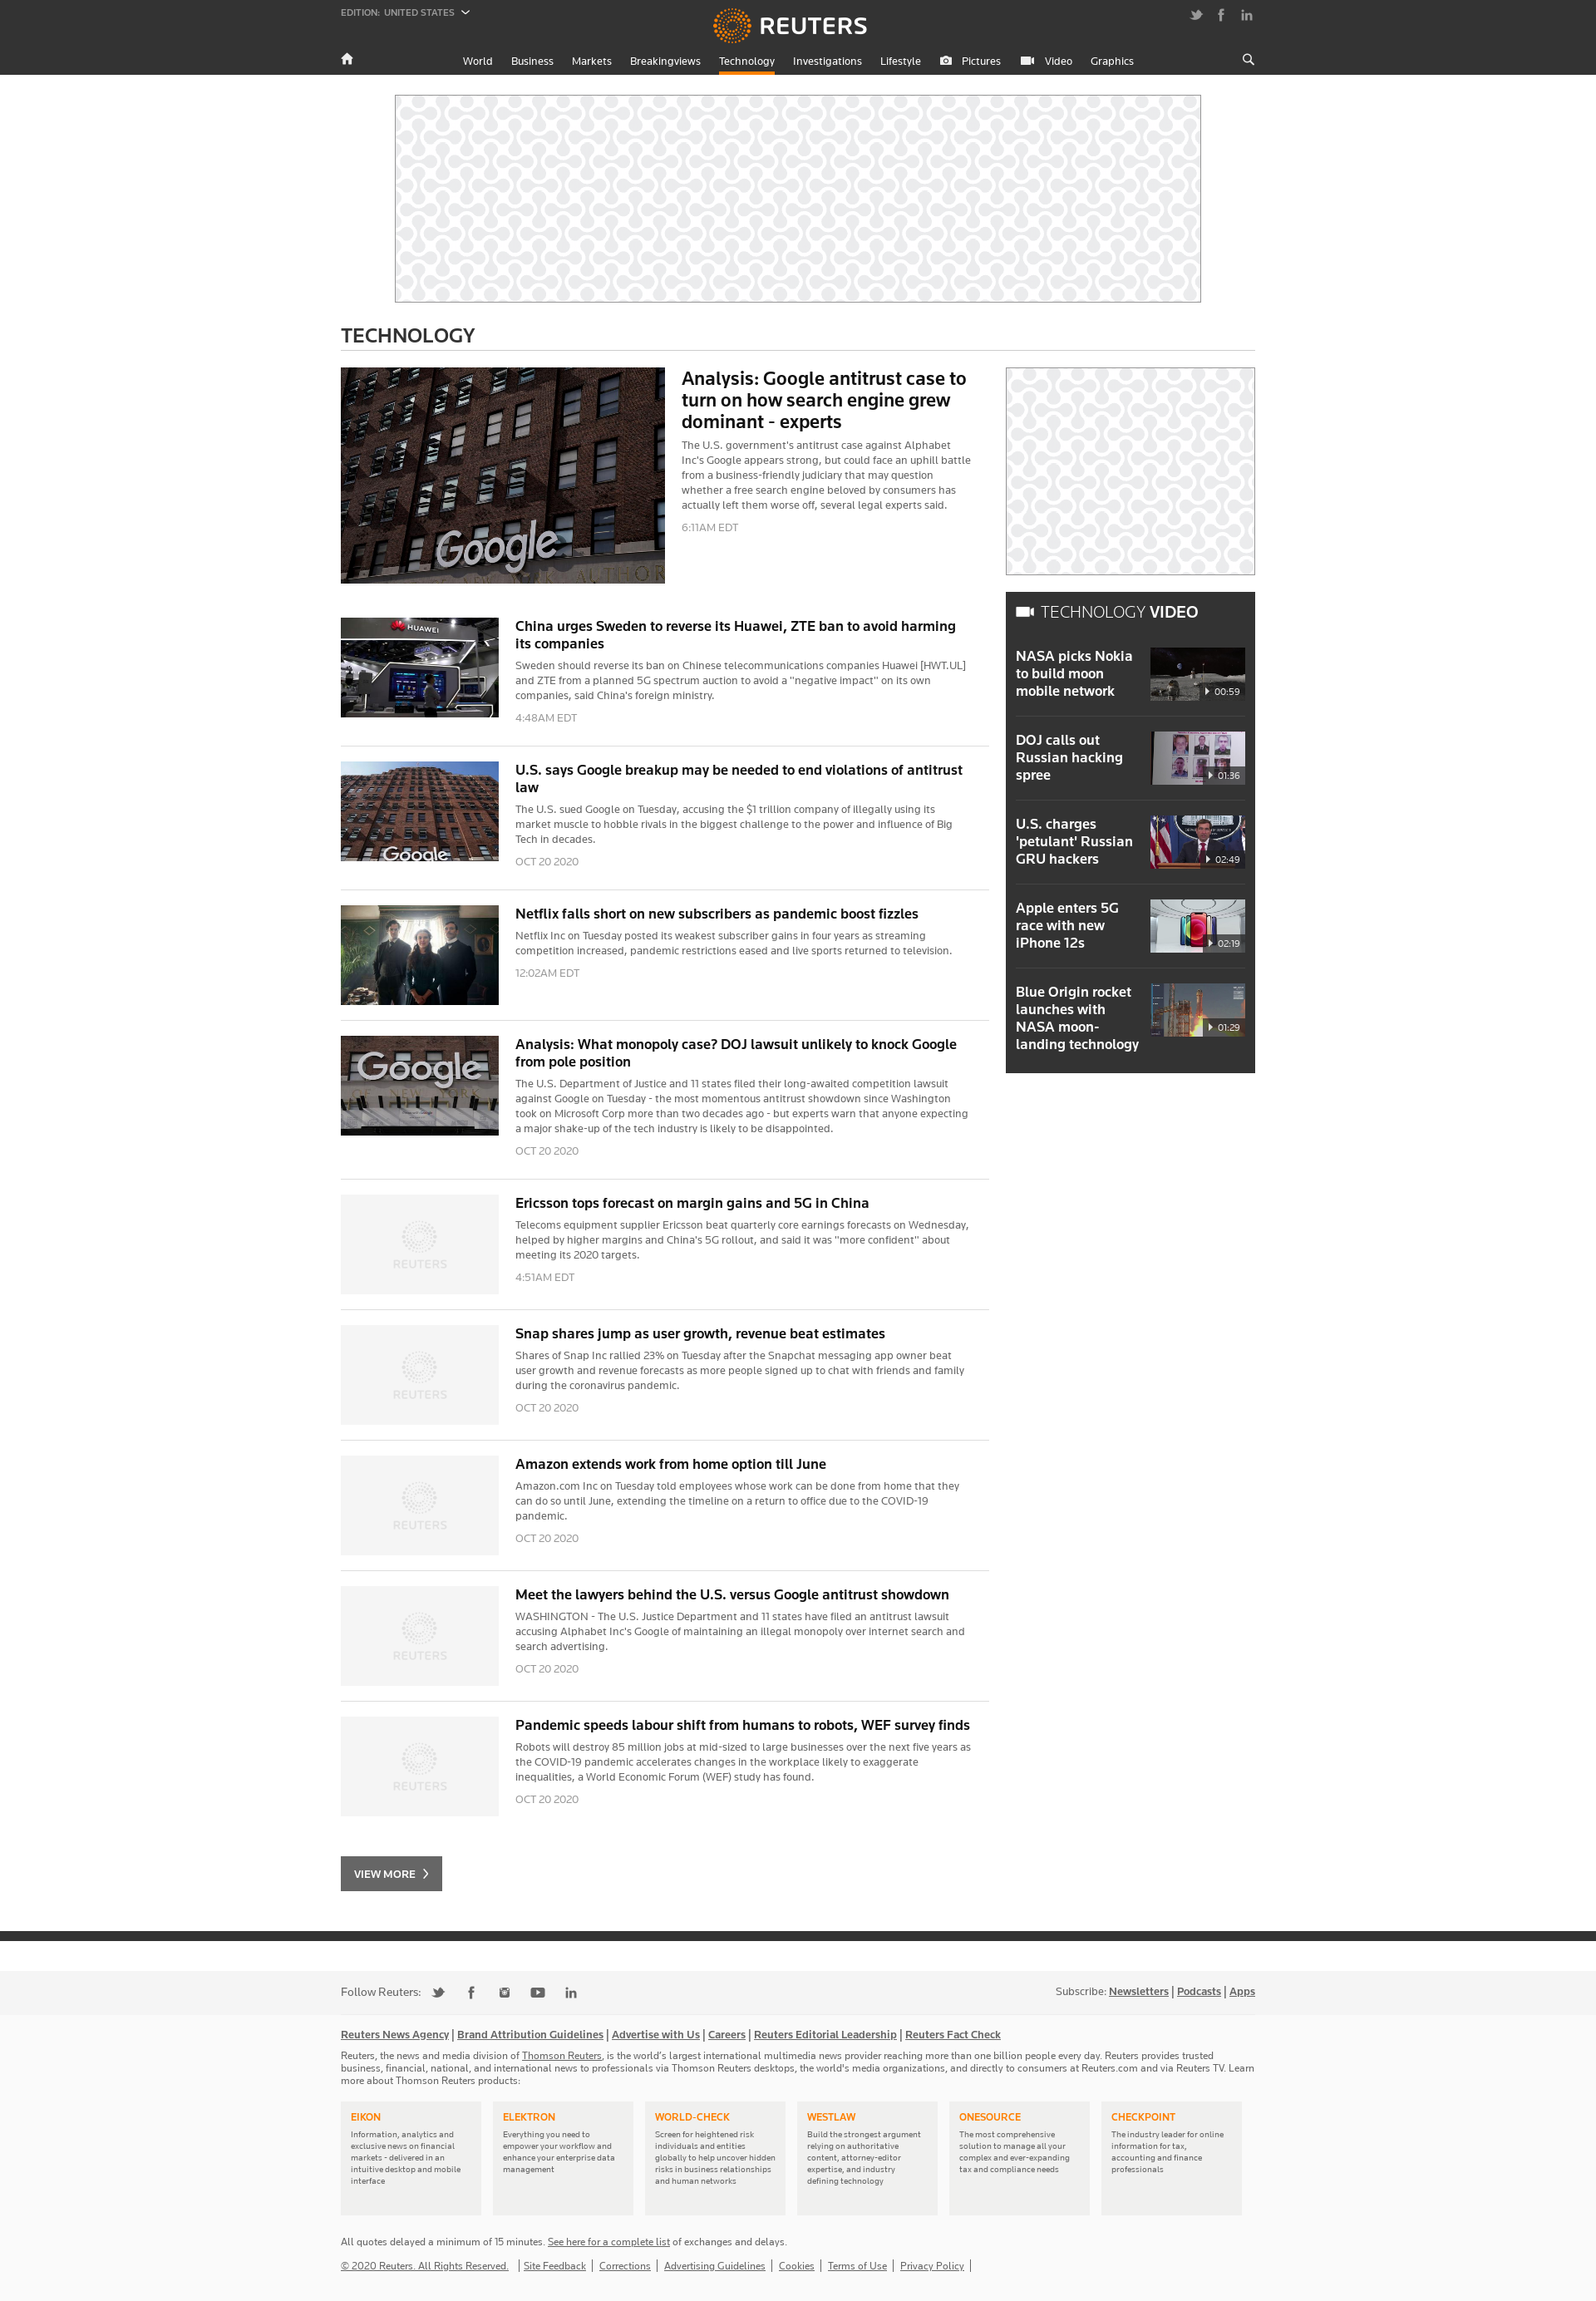 EDITION: UNITED STATES
REUTERS
World Business Markets Breakingviews Technology Investigations Lifestyle Pictures Video Graphics
TECHNOLOGY
Google
Analysis: Google antitrust case to
turn on how search engine grew
dominant - experts
The U.S. government's antitrust case against Alphabet
Inc's Google appears strong, but could face an uphill battle
from a business-friendly judiciary that may question
whether a free search engine beloved by consumers has
actually left them worse off, several legal experts said.
6:11AM EDT
HUAWEI
China urges Sweden to reverse its Huawei, ZTE ban to avoid harming
its companies
Sweden should reverse its ban on Chinese telecommunications companies Huawei [HWT.UL]
and ZTE from a planned 5G spectrum auction to avoid a "negative impact" on its own
companies, said China's foreign ministry.
4:48AM EDT
Google
U.S. says Google breakup may be needed to end violations of antitrust
law
The U.S. sued Google on Tuesday, accusing the $1 trillion company of illegally using its
market muscle to hobble rivals in the biggest challenge to the power and influence of Big
Tech in decades.
OCT 20 2020
Netflix falls short on new subscribers as pandemic boost fizzles
Netflix Inc on Tuesday posted its weakest subscriber gains in four years as streaming
competition increased, pandemic restrictions eased and live sports returned to television.
12:02AM EDT
Google
Analysis: What monopoly case? DOJ lawsuit unlikely to knock Google
from pole position
The U.S. Department of Justice and 11 states filed their long-awaited competition lawsuit
against Google on Tuesday - the most momentous antitrust showdown since Washington
took on Microsoft Corp more than two decades ago - but experts warn that anyone expecting
a major shake-up of the tech industry is likely to be disappointed.
OCT 20 2020
REUTERS
Ericsson tops forecast on margin gains and 5G in China
Telecoms equipment supplier Ericsson beat quarterly core earnings forecasts on Wednesday,
helped by higher margins and China's 5G rollout, and said it was "more confident" about
meeting its 2020 targets.
4:51AM EDT
REUTERS
Snap shares jump as user growth, revenue beat estimates
Shares of Snap Inc rallied 23% on Tuesday after the Snapchat messaging app owner beat
user growth and revenue forecasts as more people signed up to chat with friends and family
during the coronavirus pandemic.
OCT 20 2020
REUTERS
Amazon extends work from home option till June
Amazon.com Inc on Tuesday told employees whose work can be done from home that they
can do so until June, extending the timeline on a return to office due to the COVID-19
pandemic.
OCT 20 2020
REUTERS
Meet the lawyers behind the U.S. versus Google antitrust showdown
WASHINGTON - The U.S. Justice Department and 11 states have filed an antitrust lawsuit
accusing Alphabet Inc's Google of maintaining an illegal monopoly over internet search and
search advertising.
OCT 20 2020
REUTERS
Pandemic speeds labour shift from humans to robots, WEF survey finds
Robots will destroy 85 million jobs at mid-sized to large businesses over the next five years as
the COVID-19 pandemic accelerates changes in the workplace likely to exaggerate
inequalities, a World Economic Forum (WEF) study has found.
OCT 20 2020
VIEW MORE
TECHNOLOGY VIDEO
NASA picks Nokia
to build moon
mobile network
00:59
DOJ calls out
Russian hacking
spree
01:36
U.S. charges
'petulant' Russian
GRU hackers
02:49
Apple enters 5G
race with new
iPhone 12s
02:19
Blue Origin rocket
launches with
NASA moon-
landing technology
01:29
Follow Reuters:
Subscribe: Newsletters | Podcasts | Apps
Reuters News Agency | Brand Attribution Guidelines | Advertise with Us | Careers | Reuters Editorial Leadership | Reuters Fact Check
Reuters, the news and media division of Thomson Reuters, is the world's largest international multimedia news provider reaching more than one billion people every day. Reuters provides trusted
business, financial, national, and international news to professionals via Thomson Reuters desktops, the world's media organizations, and directly to consumers at Reuters.com and via Reuters TV. Learn
more about Thomson Reuters products:
EIKON
Information, analytics and
exclusive news on financial
markets - delivered in an
intuitive desktop and mobile
interface
ELEKTRON
Everything you need to
empower your workflow and
enhance your enterprise data
management
WORLD-CHECK
Screen for heightened risk
individuals and entities
globally to help uncover hidden
risks in business relationships
and human networks
WESTLAW
Build the strongest argument
relying on authoritative
content, attorney-editor
expertise, and industry
defining technology
ONESOURCE
The most comprehensive
solution to manage all your
complex and ever-expanding
tax and compliance needs
CHECKPOINT
The industry leader for online
information for tax,
accounting and finance
professionals
All quotes delayed a minimum of 15 minutes. See here for a complete list of exchanges and delays.
© 2020 Reuters. All Rights Reserved. | Site Feedback | Corrections | Advertising Guidelines | Cookies | Terms of Use | Privacy Policy |